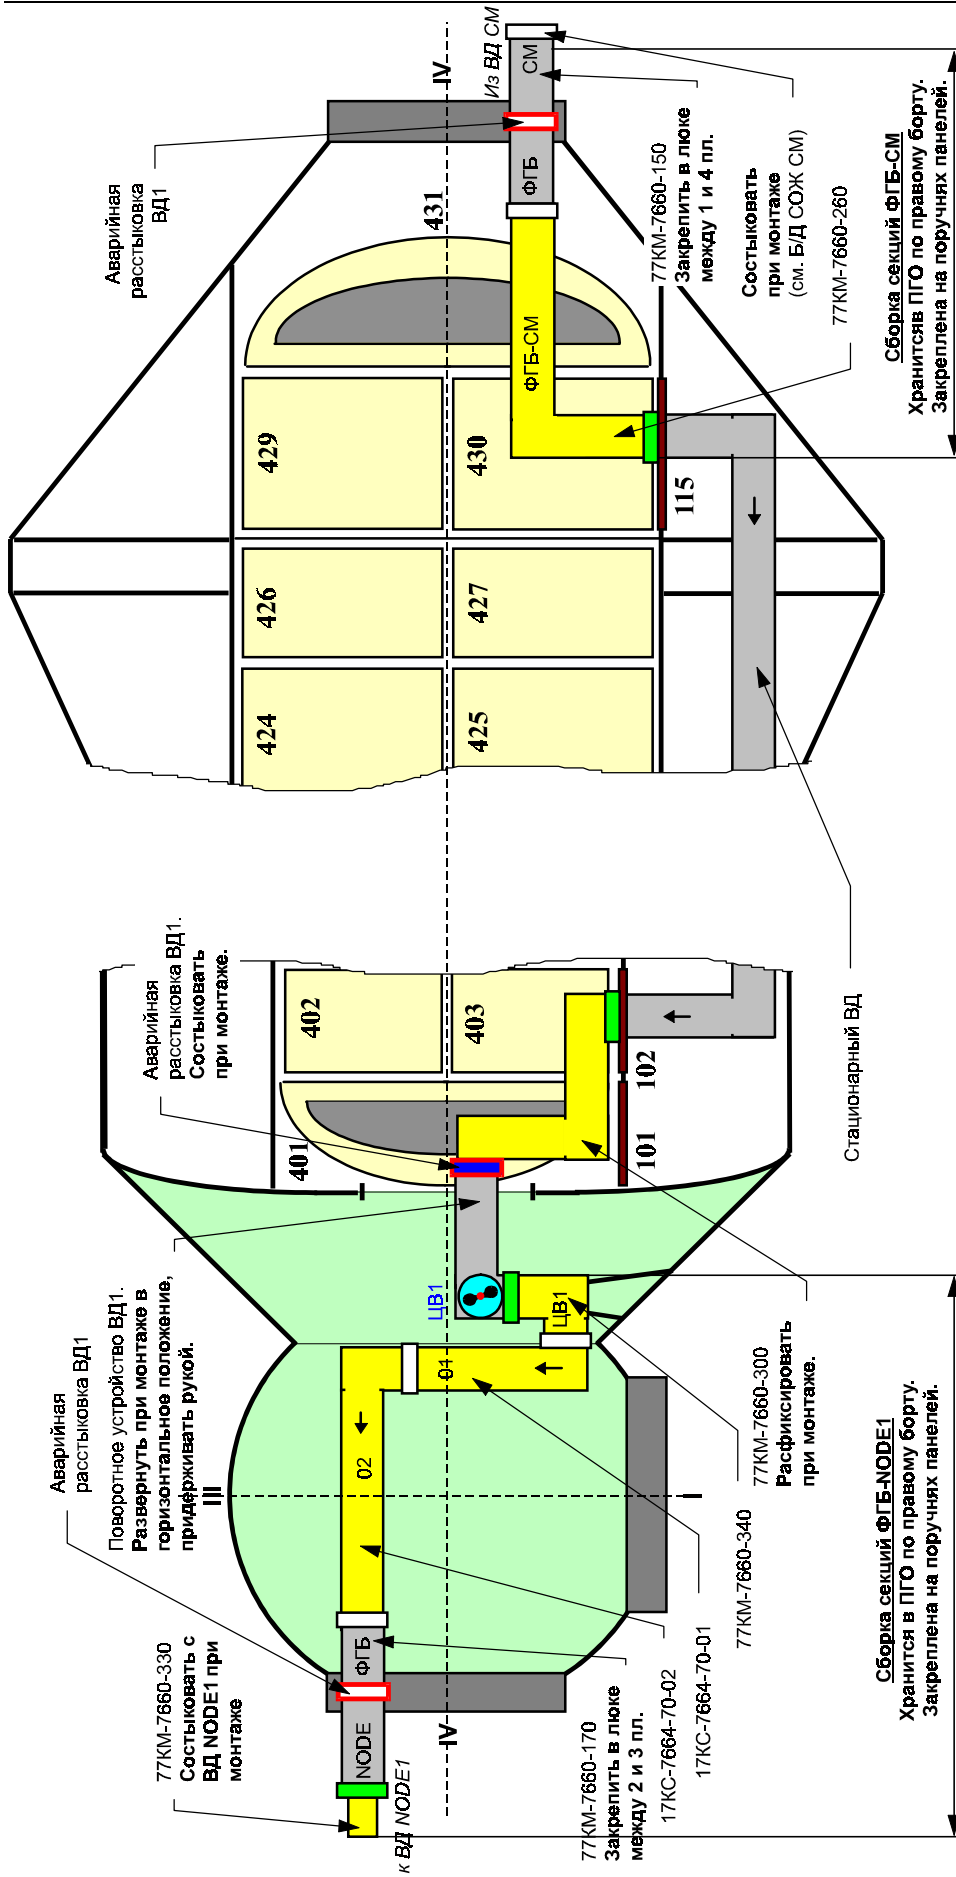 77КМ-7660-330
Состыковать с
ВД NODE1 при
монтаже
Аварийная
расстыковка ВД1
Поворотное устройство ВД1.
Развернуть при монтаже в
горизонтальное положение,
придерживать рукой.
Аварийная
расстыковка ВД1.
Состыковать
при монтаже.
Аварийная
расстыковка
ВД1
к ВД NODE1
NODE
ФГБ
02
04
ЦВ1
ЦВ1
III
I
IV
IV
401
402
403
101
102
424
425
426
427
429
430
431
115
ФГБ-СМ
ФГБ
СМ
Из ВД СМ
77КМ-7660-170
Закрепить в люке
между 2 и 3 пл.
17КС-7664-70-02
17КС-7664-70-01
77КМ-7660-340
77КМ-7660-300
Расфиксировать
при монтаже.
Стационарный ВД
77КМ-7660-150
Закрепить в люке
между 1 и 4 пл.
Состыковать
при монтаже
(см. Б/Д СОЖ СМ)
77КМ-7660-260
Сборка секций ФГБ-NODE1
Хранится в ПГО по правому борту.
Закреплена на поручнях панелей.
Сборка секций ФГБ-СМ
Хранитсяв ПГО по правому борту.
Закреплена на поручнях панелей.